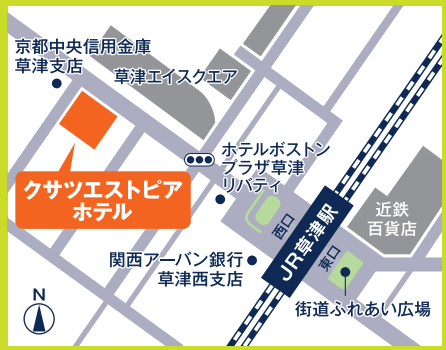 京都中央信用金庫
草津支店
草津エイスクエア
ホテルボストン
プラザ草津
リバティ
クサツエストピア
ホテル
西口
JR草津駅
東口
近鉄
百貨店
関西アーバン銀行
草津西支店
街道ふれあい広場
N